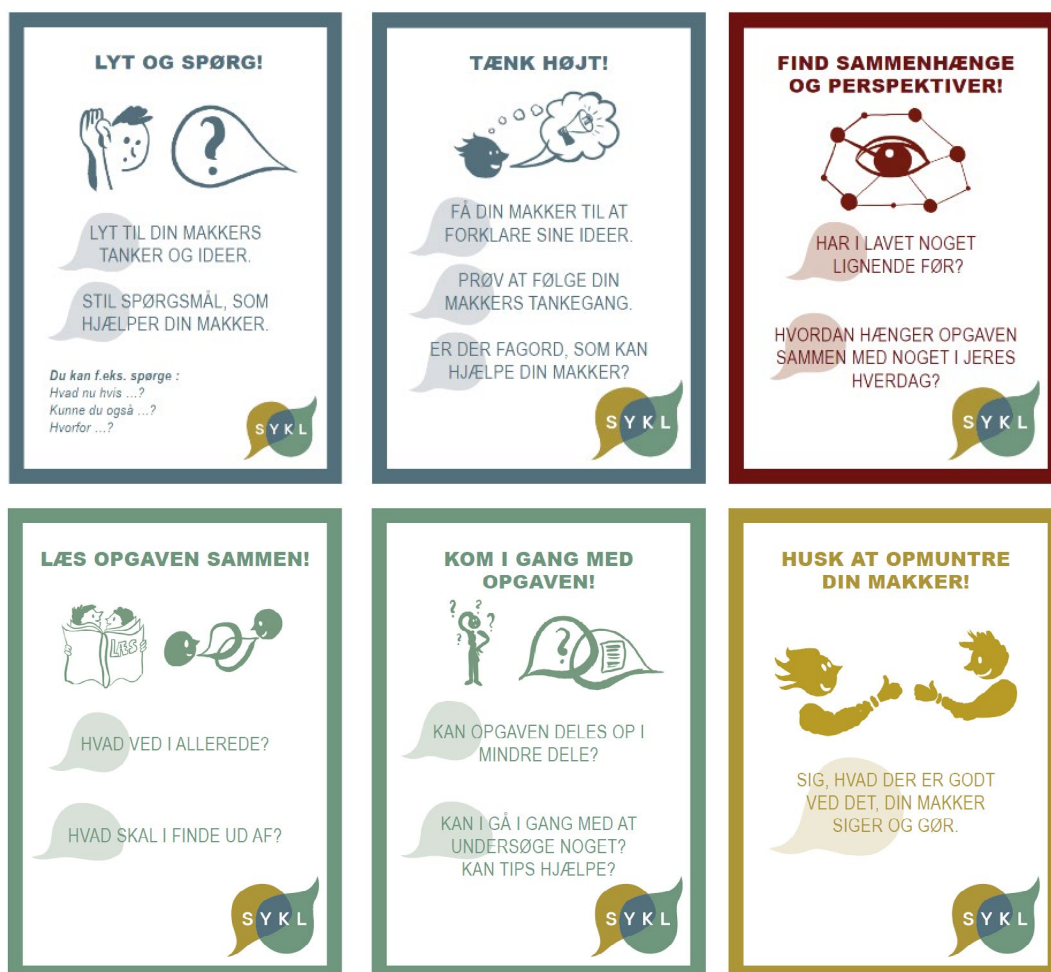 LYT OG SPØRG!
?
LYT TIL DIN MAKKERS
TANKER OG IDEER.
STIL SPØRGSMÅL, SOM
HJÆLPER DIN MAKKER.
Du kan f.eks. spørge :
Hvad nu hvis ...?
Kunne du også ...?
Hvorfor ...?
SYKL
TÆNK HØJT!
FÅ DIN MAKKER TIL AT
FORKLARE SINE IDEER.
PRØV AT FØLGE DIN
MAKKERS TANKEGANG.
ER DER FAGORD, SOM KAN
HJÆLPE DIN MAKKER?
SYKL
FIND SAMMENHÆNGE
OG PERSPEKTIVER!
HAR I LAVET NOGET
LIGNENDE FØR?
HVORDAN HÆNGER OPGAVEN
SAMMEN MED NOGET I JERES
HVERDAG?
SYKL
LÆS OPGAVEN SAMMEN!
LÆS
HVAD VED I ALLEREDE?
HVAD SKAL I FINDE UD AF?
SYKL
KOM I GANG MED
OPGAVEN!
? ? ? ? ?
?
KAN OPGAVEN DELES OP I
MINDRE DELE?
KAN I GÅ I GANG MED AT
UNDERSØGE NOGET?
KAN TIPS HJÆLPE?
SYKL
HUSK AT OPMUNTRE
DIN MAKKER!
SIG, HVAD DER ER GODT
VED DET, DIN MAKKER
SIGER OG GØR.
SYKL